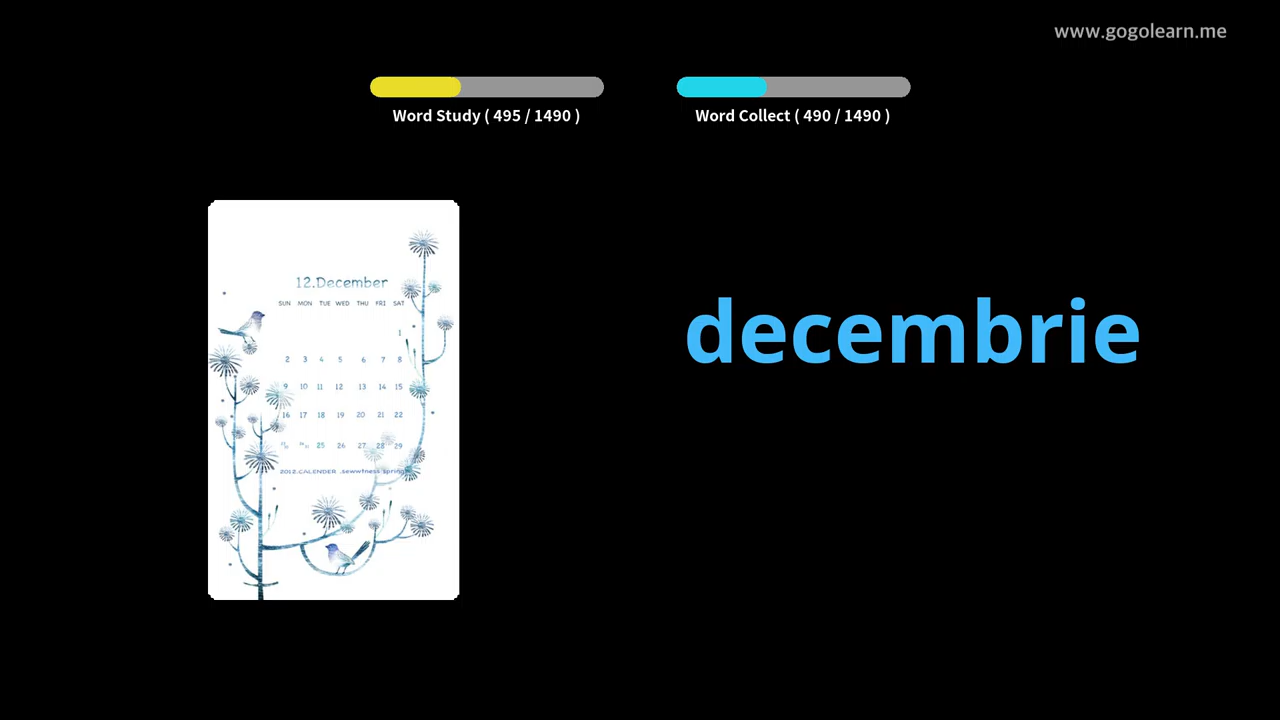 www.gogolearn.me
Word Study ( 495 / 1490 )
Word Collect ( 490 / 1490 )
12.December
SUN MON TUE WED THU FRI SAT
1
2 3 4 5 6 7 8
9 10 11 12 13 14 15
16 17 18 19 20 21 22
25 26 27 28 29
2012.CALENDER .sewwfness spring
decembrie